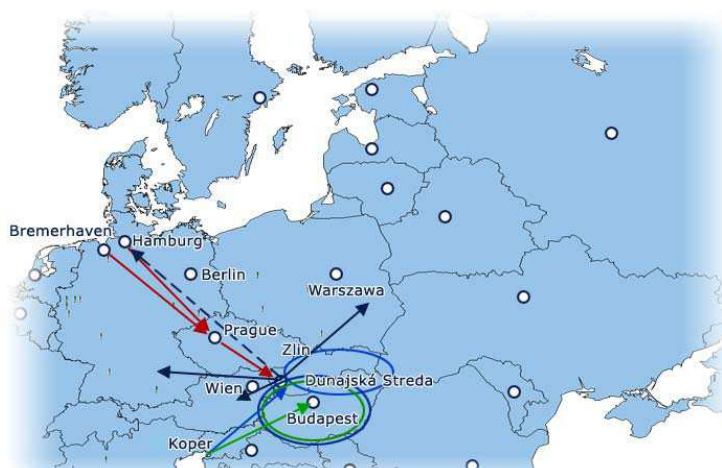 Bremerhaven
Hamburg
Berlin
Warszawa
Prague
Zlín
Wien
Dunajská Streda
Budapest
Koper